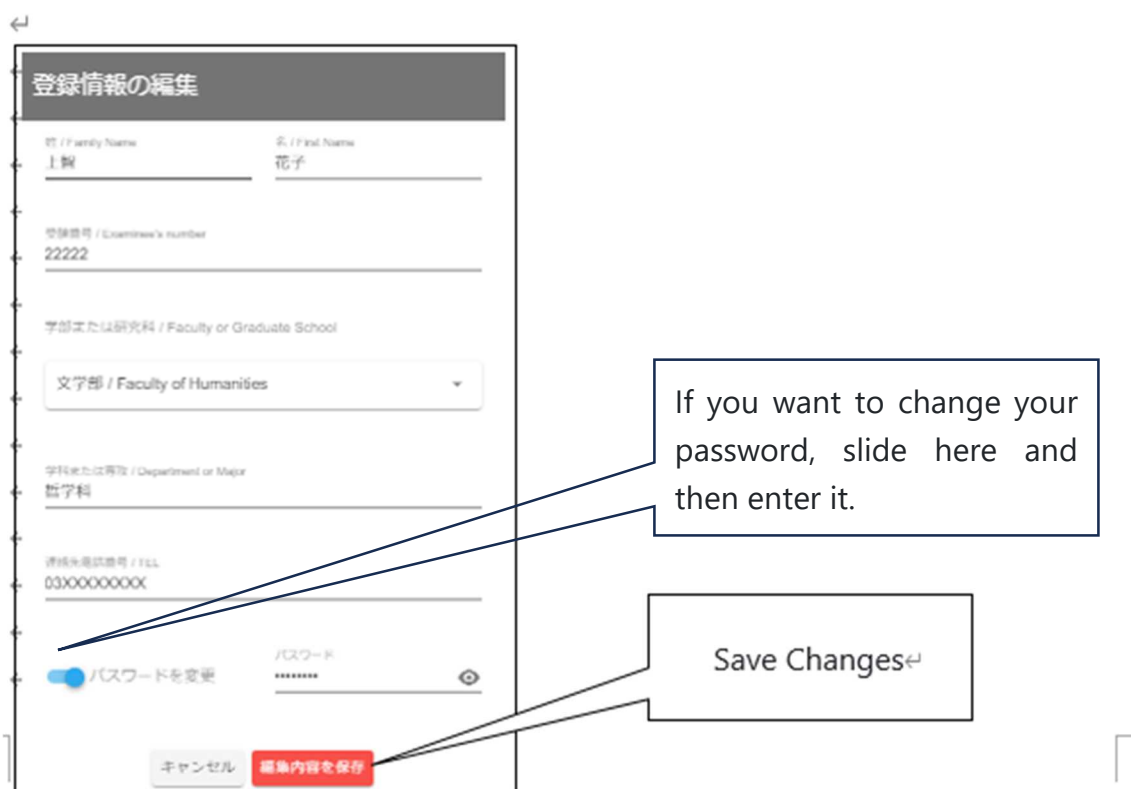 登録情報の編集
姓 / Family Name 名 / First Name
上智 花子
受験番号 / Examinee's number
22222
学部または研究科 / Faculty or Graduate School
文学部 / Faculty of Humanities
If you want to change your
password, slide here and
then enter it.
学科または専攻 / Department or Major
哲学科
連絡先電話番号 / TEL
03XXXXXXXXX
Save Changes↵
パスワード
パスワードを変更 ••••••••
キャンセル 編集内容を保存